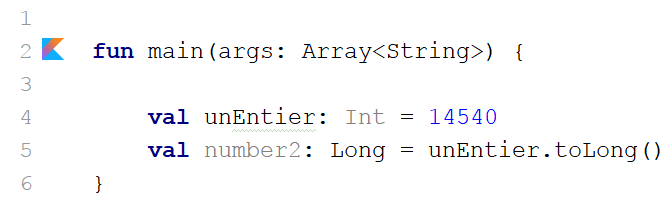 1
2 fun main(args: Array<String>) {
3
4 val unEntier: Int = 14540
5 val number2: Long = unEntier.toLong()
6 }